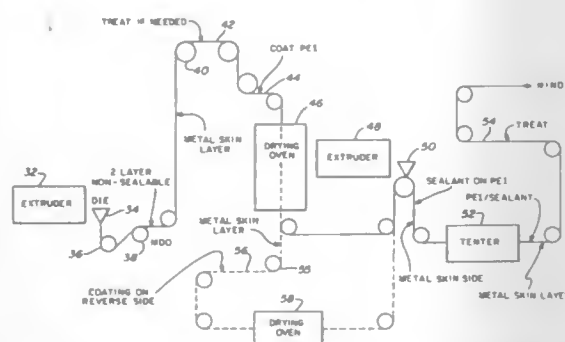 TREAT IF NEEDED
42
40
COAT PEI
44
46
WIND
METAL SKIN
LAYER
DRYING
OVEN
48
EXTRUDER
50
54
TREAT
SEALANT ON PEI
32
EXTRUDER
2 LAYER
NON-SEALABLE
DIE
34
36
38
MDO
METAL SKIN
LAYER
52
TENTER
PEI/SEALANT
METAL SKIN SIDE
METAL SKIN LAYER
56
55
COATING ON
REVERSE SIDE
58
DRYING
OVEN